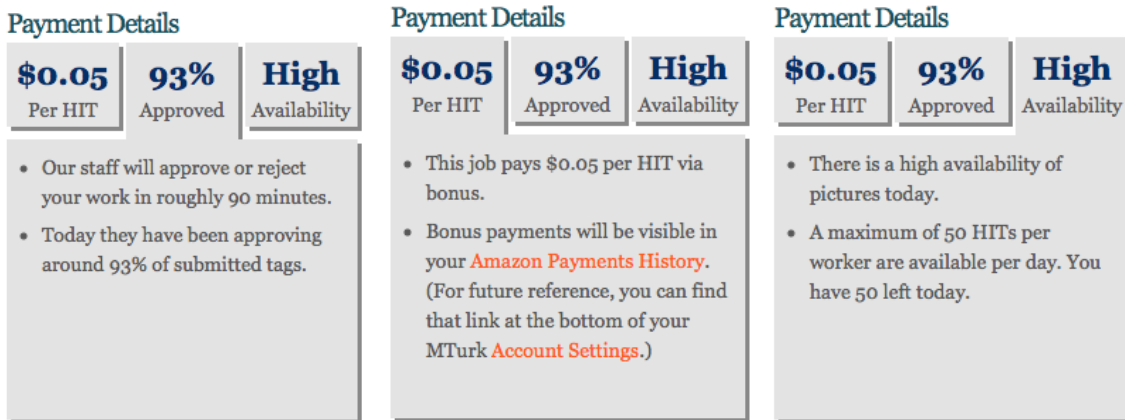 Payment Details
$0.05 93% High
Per HIT Approved Availability
• Our staff will approve or reject
your work in roughly 90 minutes.
• Today they have been approving
around 93% of submitted tags.
Payment Details
$0.05 93% High
Per HIT Approved Availability
• This job pays $0.05 per HIT via
bonus.
• Bonus payments will be visible in
your Amazon Payments History.
(For future reference, you can find
that link at the bottom of your
MTurk Account Settings.)
Payment Details
$0.05 93% High
Per HIT Approved Availability
• There is a high availability of
pictures today.
• A maximum of 50 HITs per
worker are available per day. You
have 50 left today.